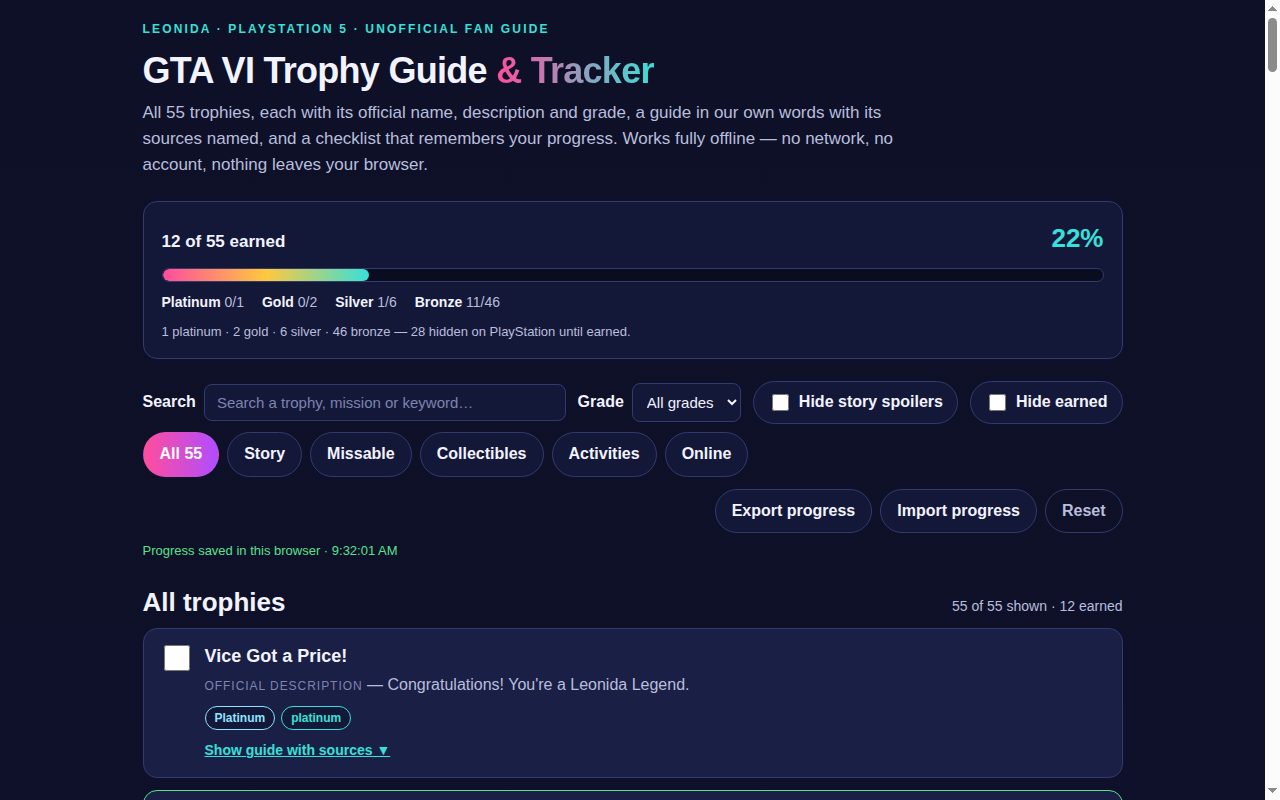 LEONIDA · PLAYSTATION 5 · UNOFFICIAL FAN GUIDE
GTA VI Trophy Guide & Tracker
All 55 trophies, each with its official name, description and grade, a guide in our own words with its
sources named, and a checklist that remembers your progress. Works fully offline — no network, no
account, nothing leaves your browser.
12 of 55 earned
22%
Platinum 0/1 Gold 0/2 Silver 1/6 Bronze 11/46
1 platinum · 2 gold · 6 silver · 46 bronze — 28 hidden on PlayStation until earned.
Search Search a trophy, mission or keyword… Grade All grades Hide story spoilers Hide earned
All 55 Story Missable Collectibles Activities Online
Export progress Import progress Reset
Progress saved in this browser · 9:32:01 AM
All trophies
55 of 55 shown · 12 earned
Vice Got a Price!
OFFICIAL DESCRIPTION — Congratulations! You're a Leonida Legend.
Platinum platinum
Show guide with sources ▼